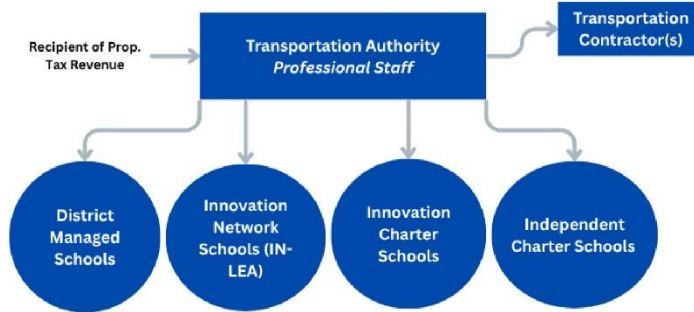 Recipient of Prop.
Tax Revenue
Transportation Authority
Professional Staff
Transportation
Contractor(s)
District
Managed
Schools
Innovation
Network
Schools (IN-
LEA)
Innovation
Charter
Schools
Independent
Charter Schools